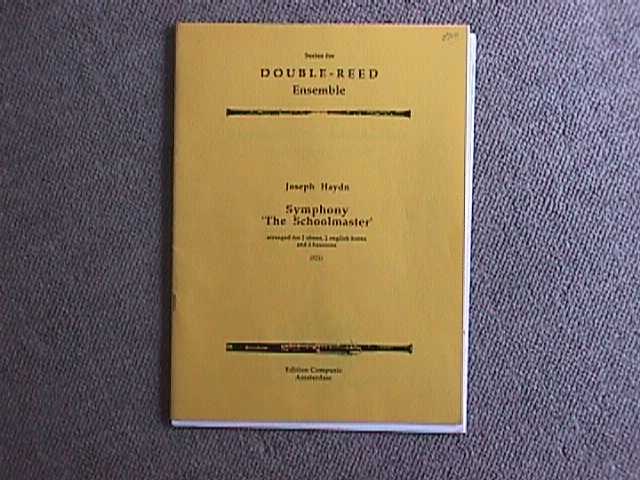 Series for
DOUBLE-REED
Ensemble
Joseph Haydn
Symphony
'The Schoolmaster'
arranged for 2 oboes, 2 english horns
and 2 bassoons
Edition Compusic
Amsterdam